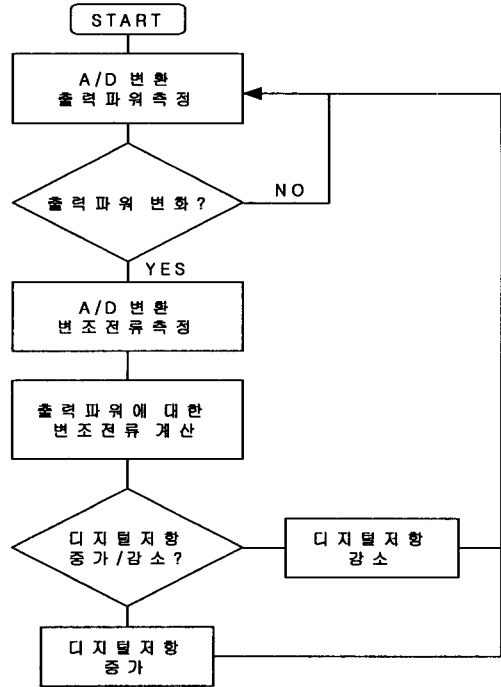 START
A/D 변환
출력파워측정
출력파워 변화?
NO
YES
A/D 변환
변조전류측정
출력파워에 대한
변조전류 계산
디지털저항
증가/감소?
디지털저항
감소
디지털저항
증가